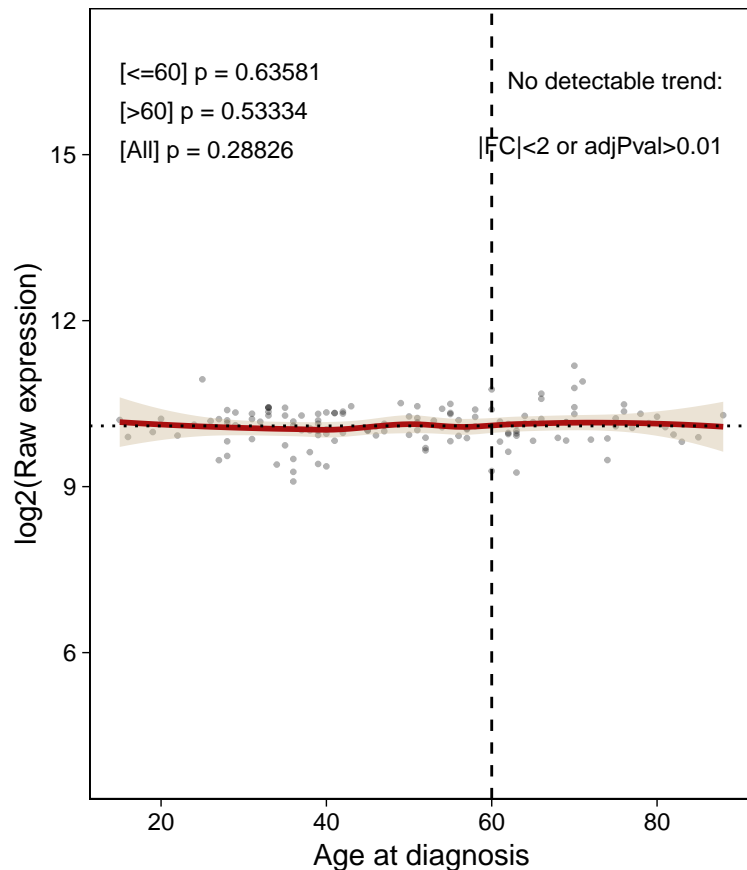 [<=60] p = 0.63581
[>60] p = 0.53334
[All] p = 0.28826
No detectable trend:
|FC|<2 or adjPval>0.01
log2(Raw expression)
15
12
9
6
20
40
60
80
Age at diagnosis